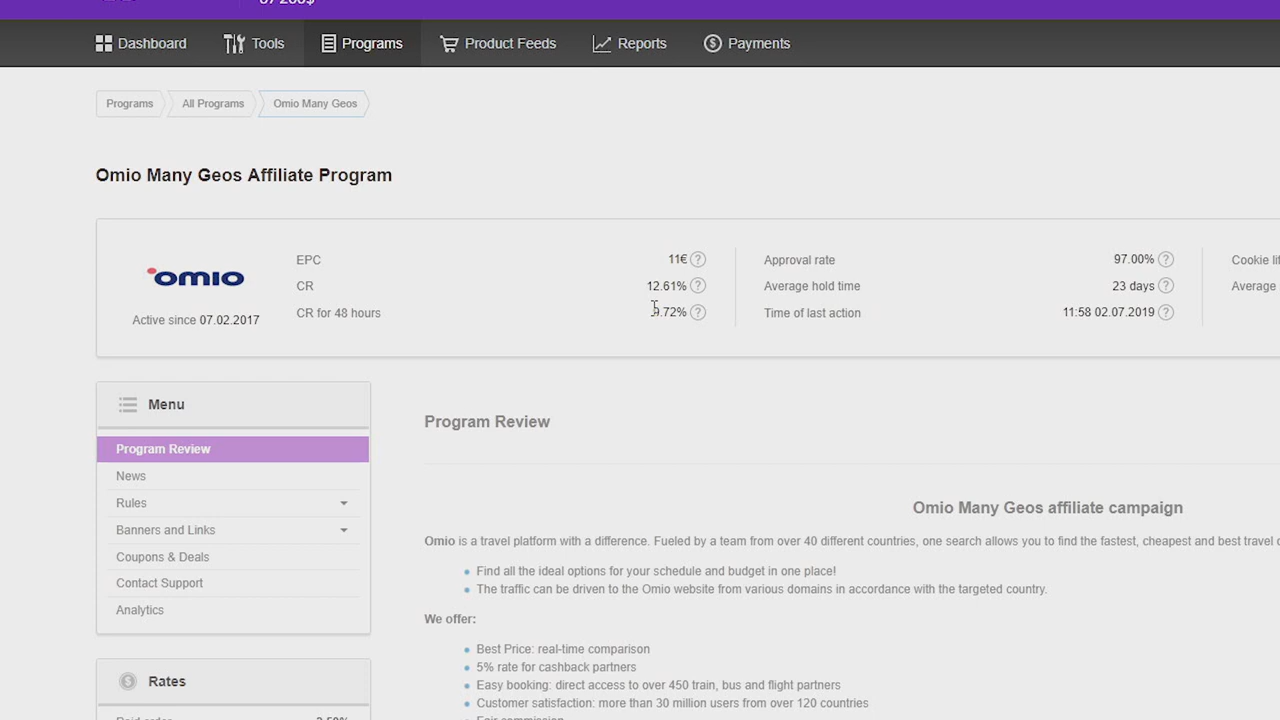 Dashboard
Tools
Programs
Product Feeds
Reports
Payments
Programs
All Programs
Omio Many Geos
Omio Many Geos Affiliate Program
omio
Active since 07.02.2017
EPC 11€ ?
CR 12.61% ?
CR for 48 hours 9.72% ?
Approval rate 97.00% ?
Average hold time 23 days ?
Time of last action 11:58 02.07.2019 ?
Cookie
Average
Menu
Program Review
News
Rules
Banners and Links
Coupons & Deals
Contact Support
Analytics
Rates
Program Review
Omio Many Geos affiliate campaign
Omio is a travel platform with a difference. Fueled by a team from over 40 different countries, one search allows you to find the fastest, cheapest and best travel
Find all the ideal options for your schedule and budget in one place!
The traffic can be driven to the Omio website from various domains in accordance with the targeted country.
We offer:
Best Price: real-time comparison
5% rate for cashback partners
Easy booking: direct access to over 450 train, bus and flight partners
Customer satisfaction: more than 30 million users from over 120 countries